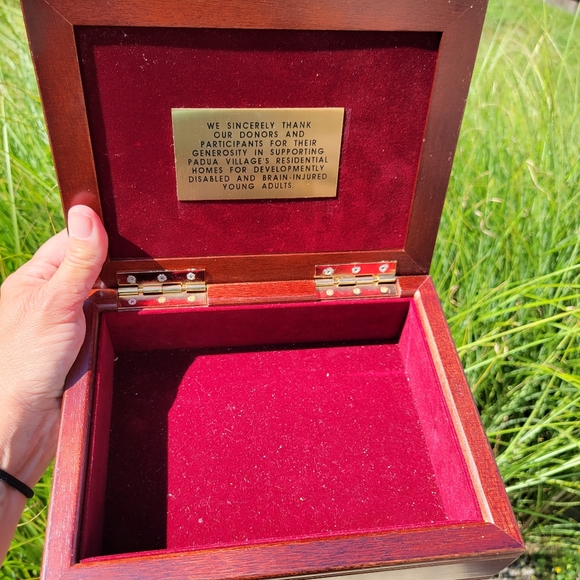 WE SINCERELY THANK
OUR DONORS AND
PARTICIPANTS FOR THEIR
GENEROSITY IN SUPPORTING
PADUA VILLAGE'S RESIDENTIAL
HOMES FOR DEVELOPMENTLY
DISABLED AND BRAIN-INJURED
YOUNG ADULTS.